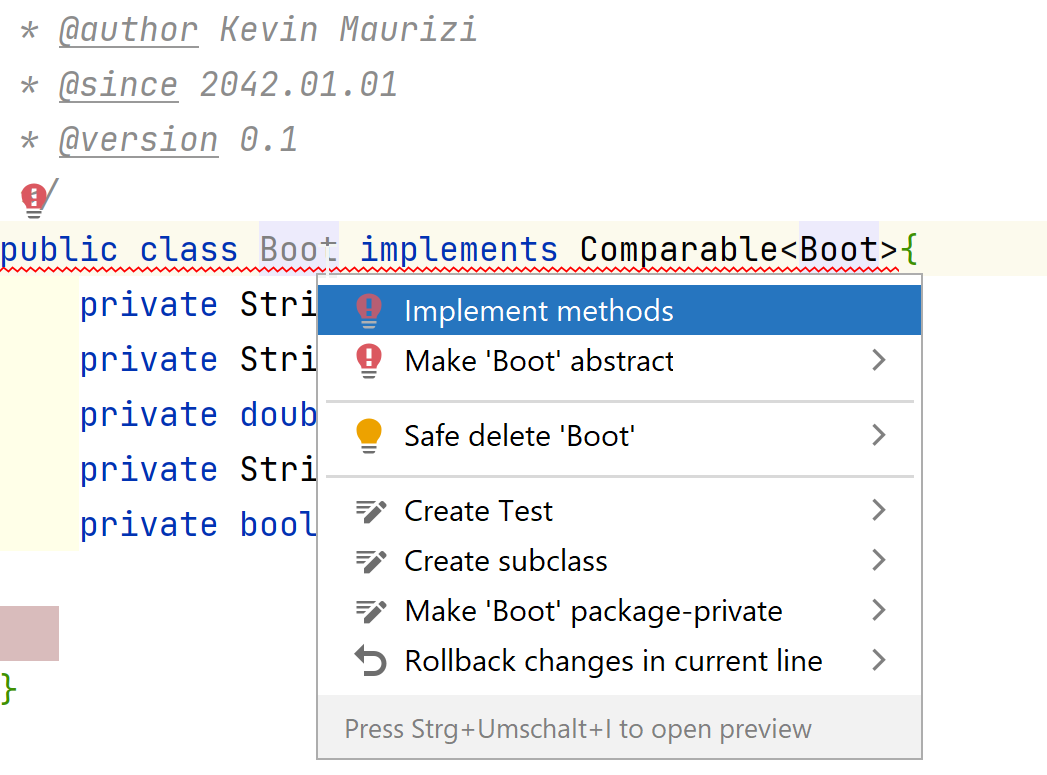 * @author Kevin Maurizi
* @since 2042.01.01
* @version 0.1
/
public class Boot implements Comparable<Boot>{
private Stri
private Stri
private doub
private Stri
private bool
}
Implement methods
Make 'Boot' abstract
Safe delete 'Boot'
Create Test
Create subclass
Make 'Boot' package-private
Rollback changes in current line
Press Strg+Umschalt+I to open preview